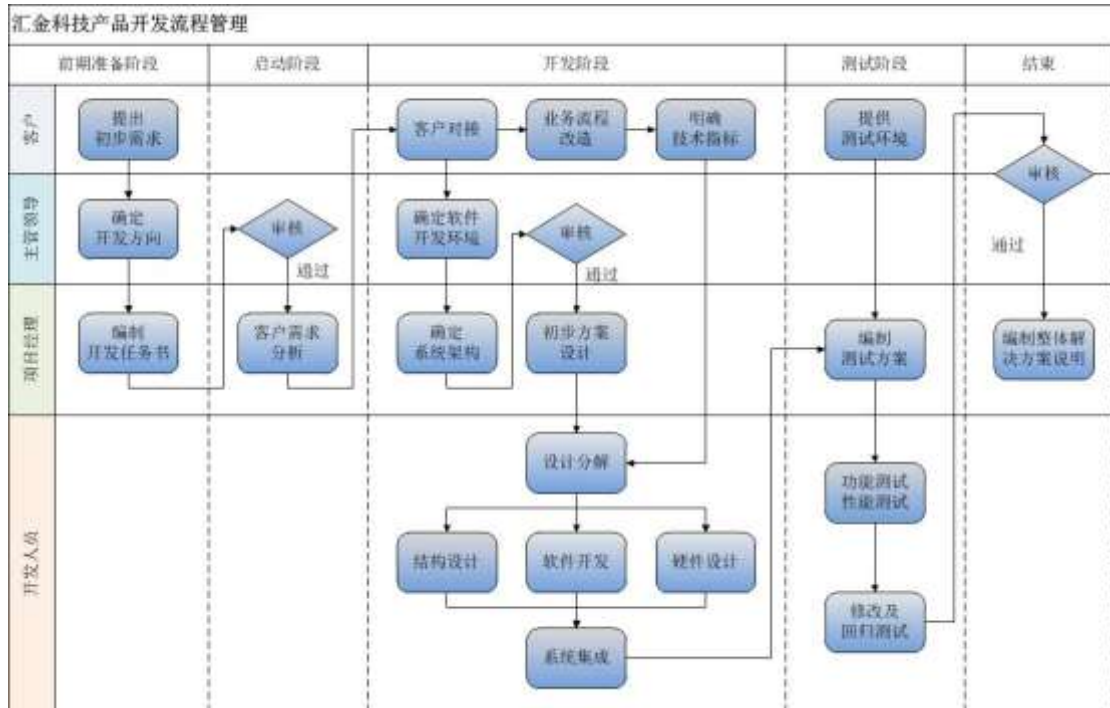 汇金科技产品开发流程管理
前期准备阶段
启动阶段
开发阶段
测试阶段
结束
客户
提出
初步需求
客户对接
业务流程
改造
明确
技术指标
提供
测试环境
审核
主管领导
确定
开发方向
审核
通过
确定软件
开发环境
审核
通过
通过
项目经理
编制
开发任务书
客户需求
分析
确定
系统架构
初步方案
设计
编制
测试方案
编制整体解
决方案说明
开发人员
设计分解
功能测试
性能测试
结构设计
软件开发
硬件设计
修改及
回归测试
系统集成